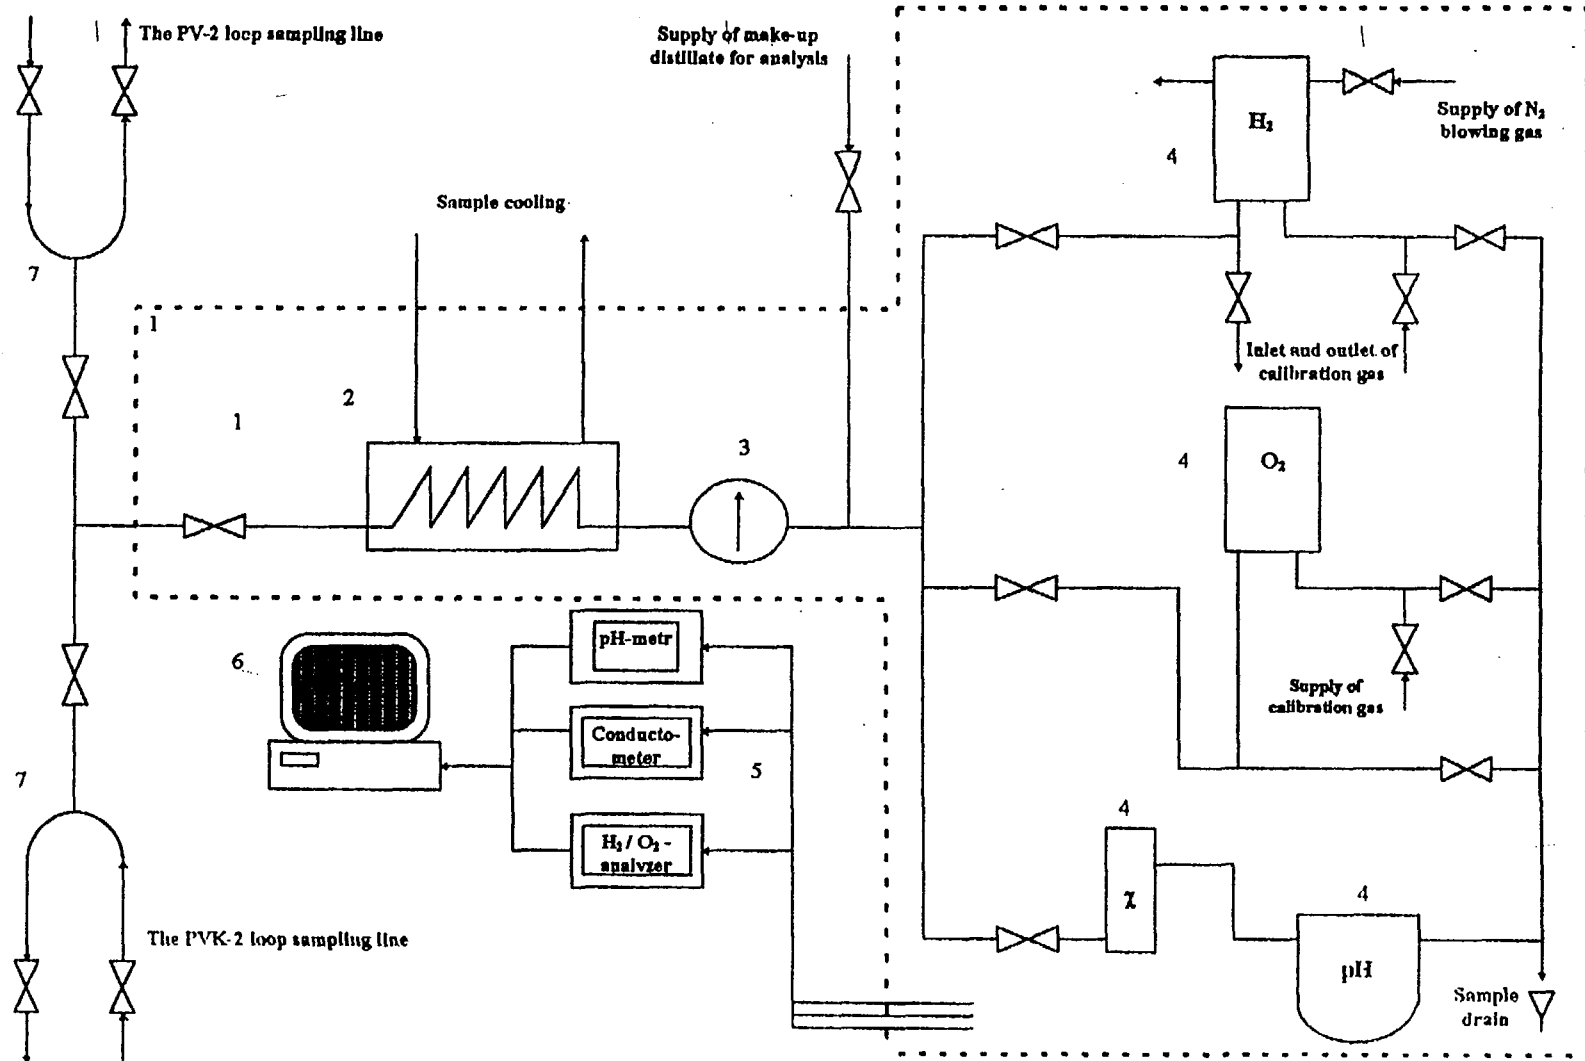 The PV-2 loop sampling line
Supply of make-up
distillate for analysis
H₂
Supply of N₂
blowing gas
4
Sample cooling
7
1
Inlet and outlet of
calibration gas
2
1
3
4
O₂
6
pH-metr
Conducto-
meter
5
H₂ / O₂ -
analyzer
Supply of
calibration gas
7
4
χ
4
pH
The PVK-2 loop sampling line
Sample
drain